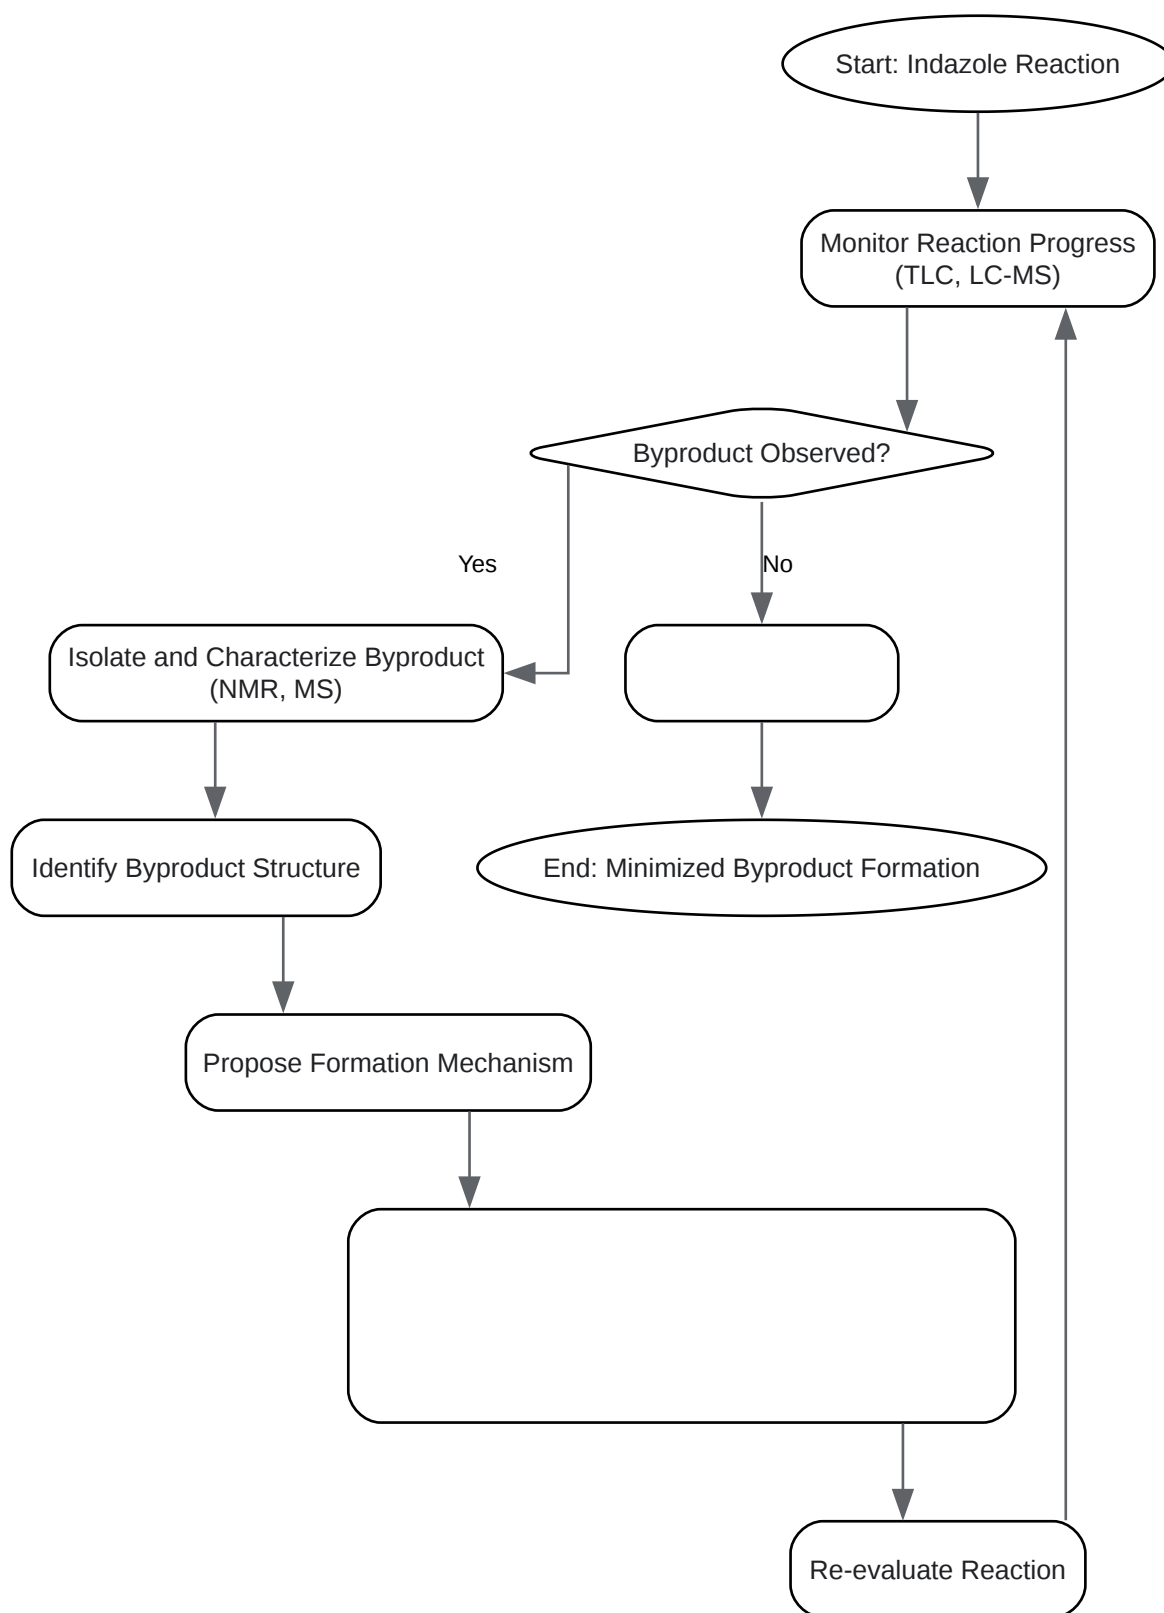 Start: Indazole Reaction
Monitor Reaction Progress
(TLC, LC-MS)
Byproduct Observed?
Yes
No
Isolate and Characterize Byproduct
(NMR, MS)
Identify Byproduct Structure
End: Minimized Byproduct Formation
Propose Formation Mechanism
Re-evaluate Reaction